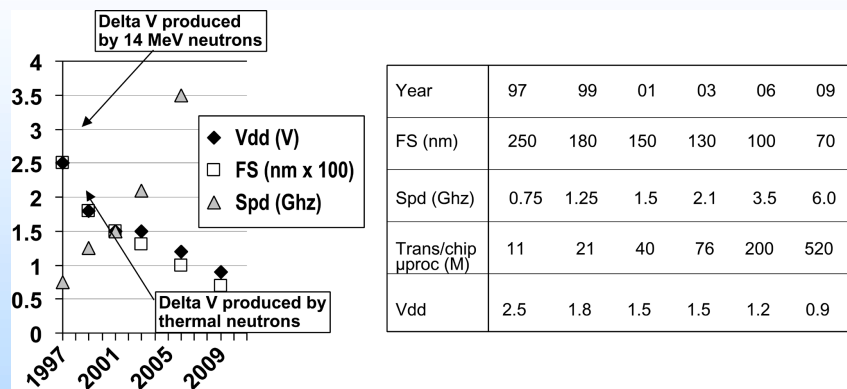 Delta V produced
by 14 MeV neutrons
4
3.5
3
2.5
2
1.5
1
0.5
0
1997
2001
2005
2009
Vdd (V)
FS (nm x 100)
Spd (Ghz)
Delta V produced by
thermal neutrons
Year 97 99 01 03 06 09
FS (nm) 250 180 150 130 100 70
Spd (Ghz) 0.75 1.25 1.5 2.1 3.5 6.0
Trans/chip
μproc (M) 11 21 40 76 200 520
Vdd 2.5 1.8 1.5 1.5 1.2 0.9